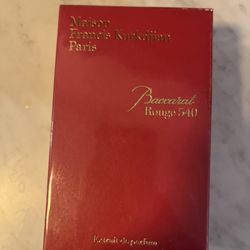 Maison
Francis Kurkdjian
Paris
Baccarat
Rouge 540
Extrait de parfum